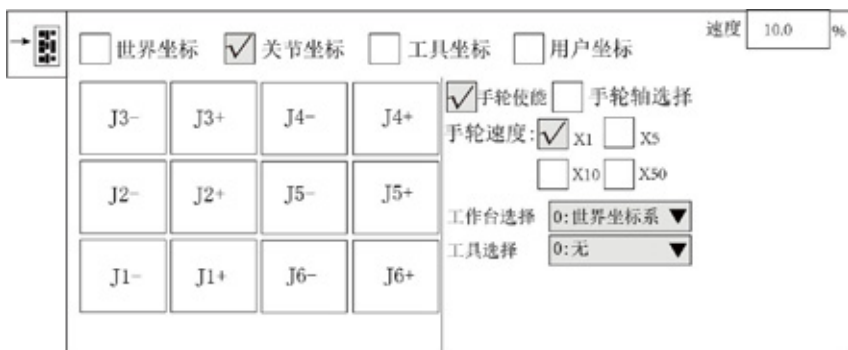 速度 10.0 %
世界坐标 关节坐标 工具坐标 用户坐标
J3- J3+ J4- J4+
手轮使能 手轮轴选择
手轮速度: X1 X5
X10 X50
J2- J2+ J5- J5+
工作台选择 0:世界坐标系
工具选择 0:无
J1- J1+ J6- J6+